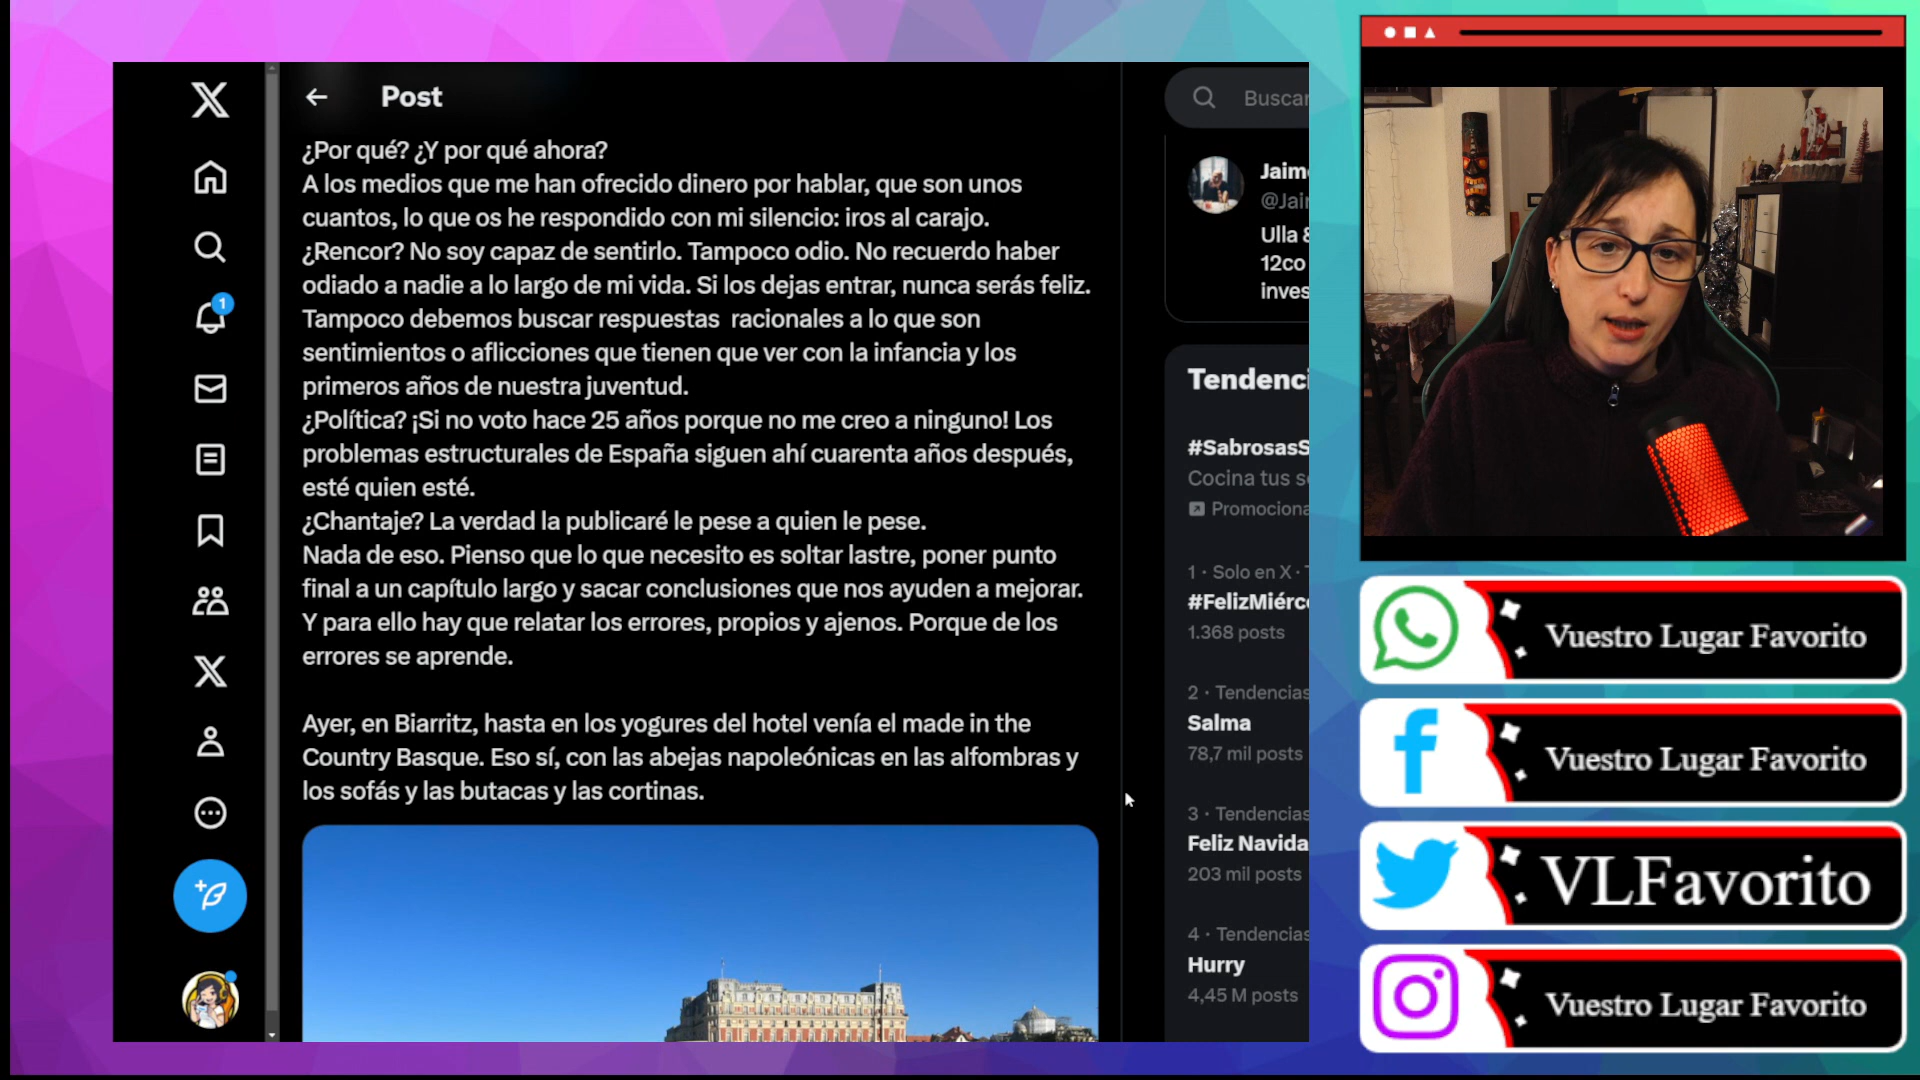 Post
¿Por qué? ¿Y por qué ahora?
A los medios que me han ofrecido dinero por hablar, que son unos
cuantos, lo que os he respondido con mi silencio: iros al carajo.
¿Rencor? No soy capaz de sentirlo. Tampoco odio. No recuerdo haber
odiado a nadie a lo largo de mi vida. Si los dejas entrar, nunca serás feliz.
Tampoco debemos buscar respuestas racionales a lo que son
sentimientos o aflicciones que tienen que ver con la infancia y los
primeros años de nuestra juventud.
¿Política? ¡Si no voto hace 25 años porque no me creo a ninguno! Los
problemas estructurales de España siguen ahí cuarenta años después,
esté quien esté.
¿Chantaje? La verdad la publicaré le pese a quien le pese.
Nada de eso. Pienso que lo que necesito es soltar lastre, poner punto
final a un capítulo largo y sacar conclusiones que nos ayuden a mejorar.
Y para ello hay que relatar los errores, propios y ajenos. Porque de los
errores se aprende.
Ayer, en Biarritz, hasta en los yogures del hotel venía el made in the
Country Basque. Eso sí, con las abejas napoleónicas en las alfombras y
los sofás y las butacas y las cortinas.
1
Buscar
Jaim
@Jai
Ulla &
12co
inves
Tendenci
#SabrosasS
Cocina tus s
Promociona
1 · Solo en X · T
#FelizMiérc
1.368 posts
2 · Tendencias
Salma
78,7 mil posts
3 · Tendencias
Feliz Navida
203 mil posts
4 · Tendencias
Hurry
4,45 M posts
Vuestro Lugar Favorito
Vuestro Lugar Favorito
VLFavorito
Vuestro Lugar Favorito